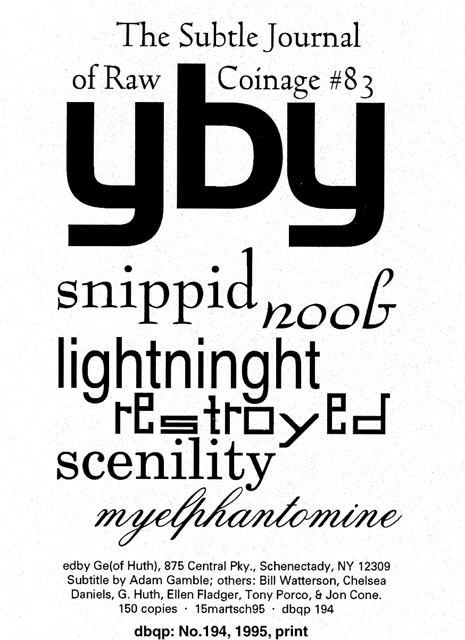 The Subtle Journal
of Raw Coinage #83
yby
snippid
noob
lightninght
restroyed
scenility
myelphantomine
edby Ge(of Huth), 875 Central Pky., Schenectady, NY 12309
Subtitle by Adam Gamble; others: Bill Watterson, Chelsea
Daniels, G. Huth, Ellen Fladger, Tony Porco, & Jon Cone.
150 copies · 15martsch95 · dbqp 194
dbqp: No.194, 1995, print